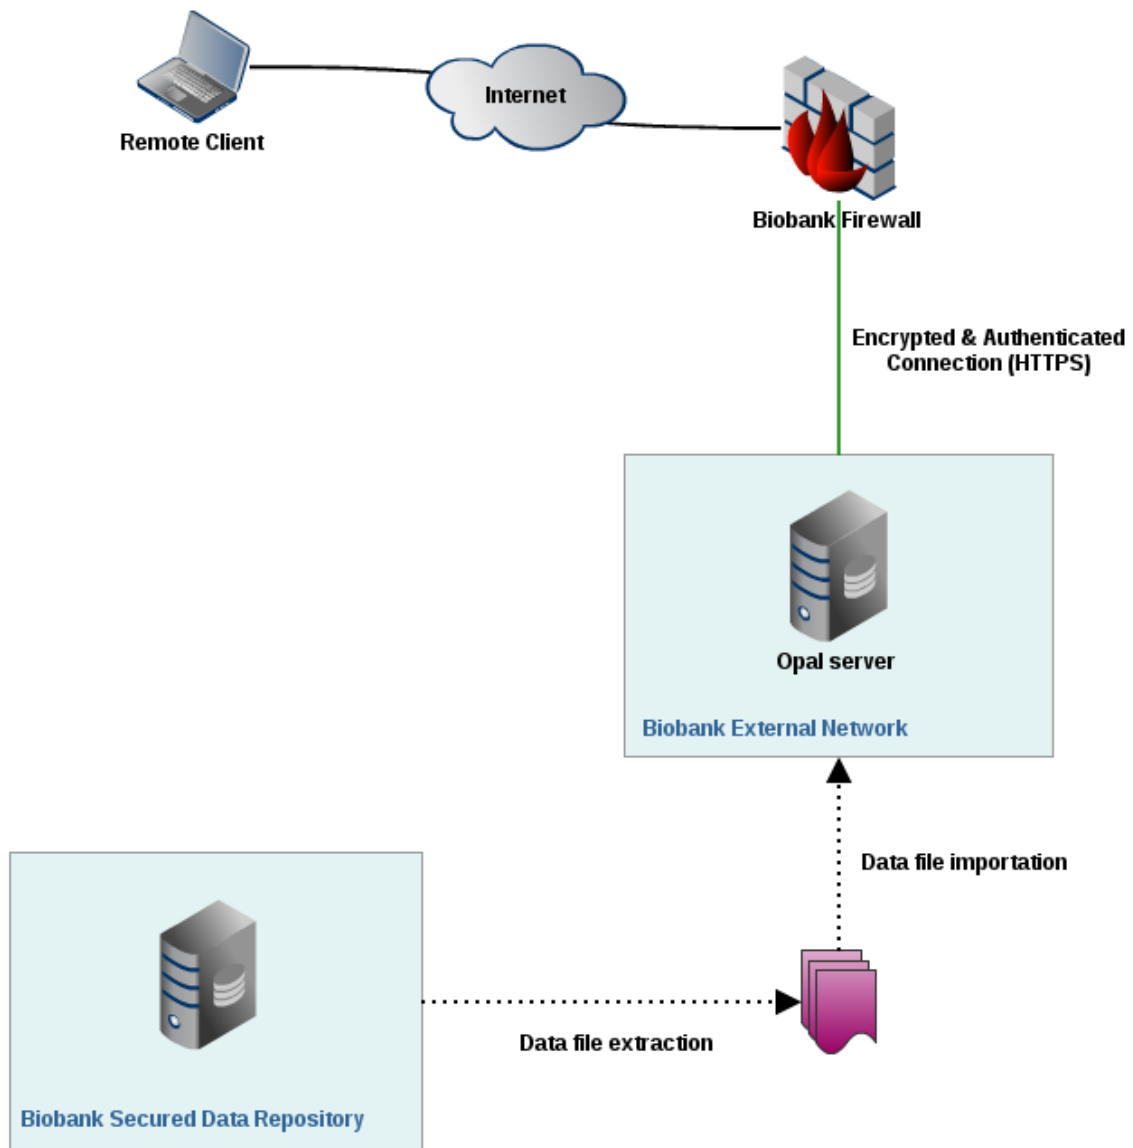 Internet
Remote Client
Biobank Firewall
Encrypted & Authenticated
Connection (HTTPS)
Opal server
Biobank External Network
Data file importation
Data file extraction
Biobank Secured Data Repository